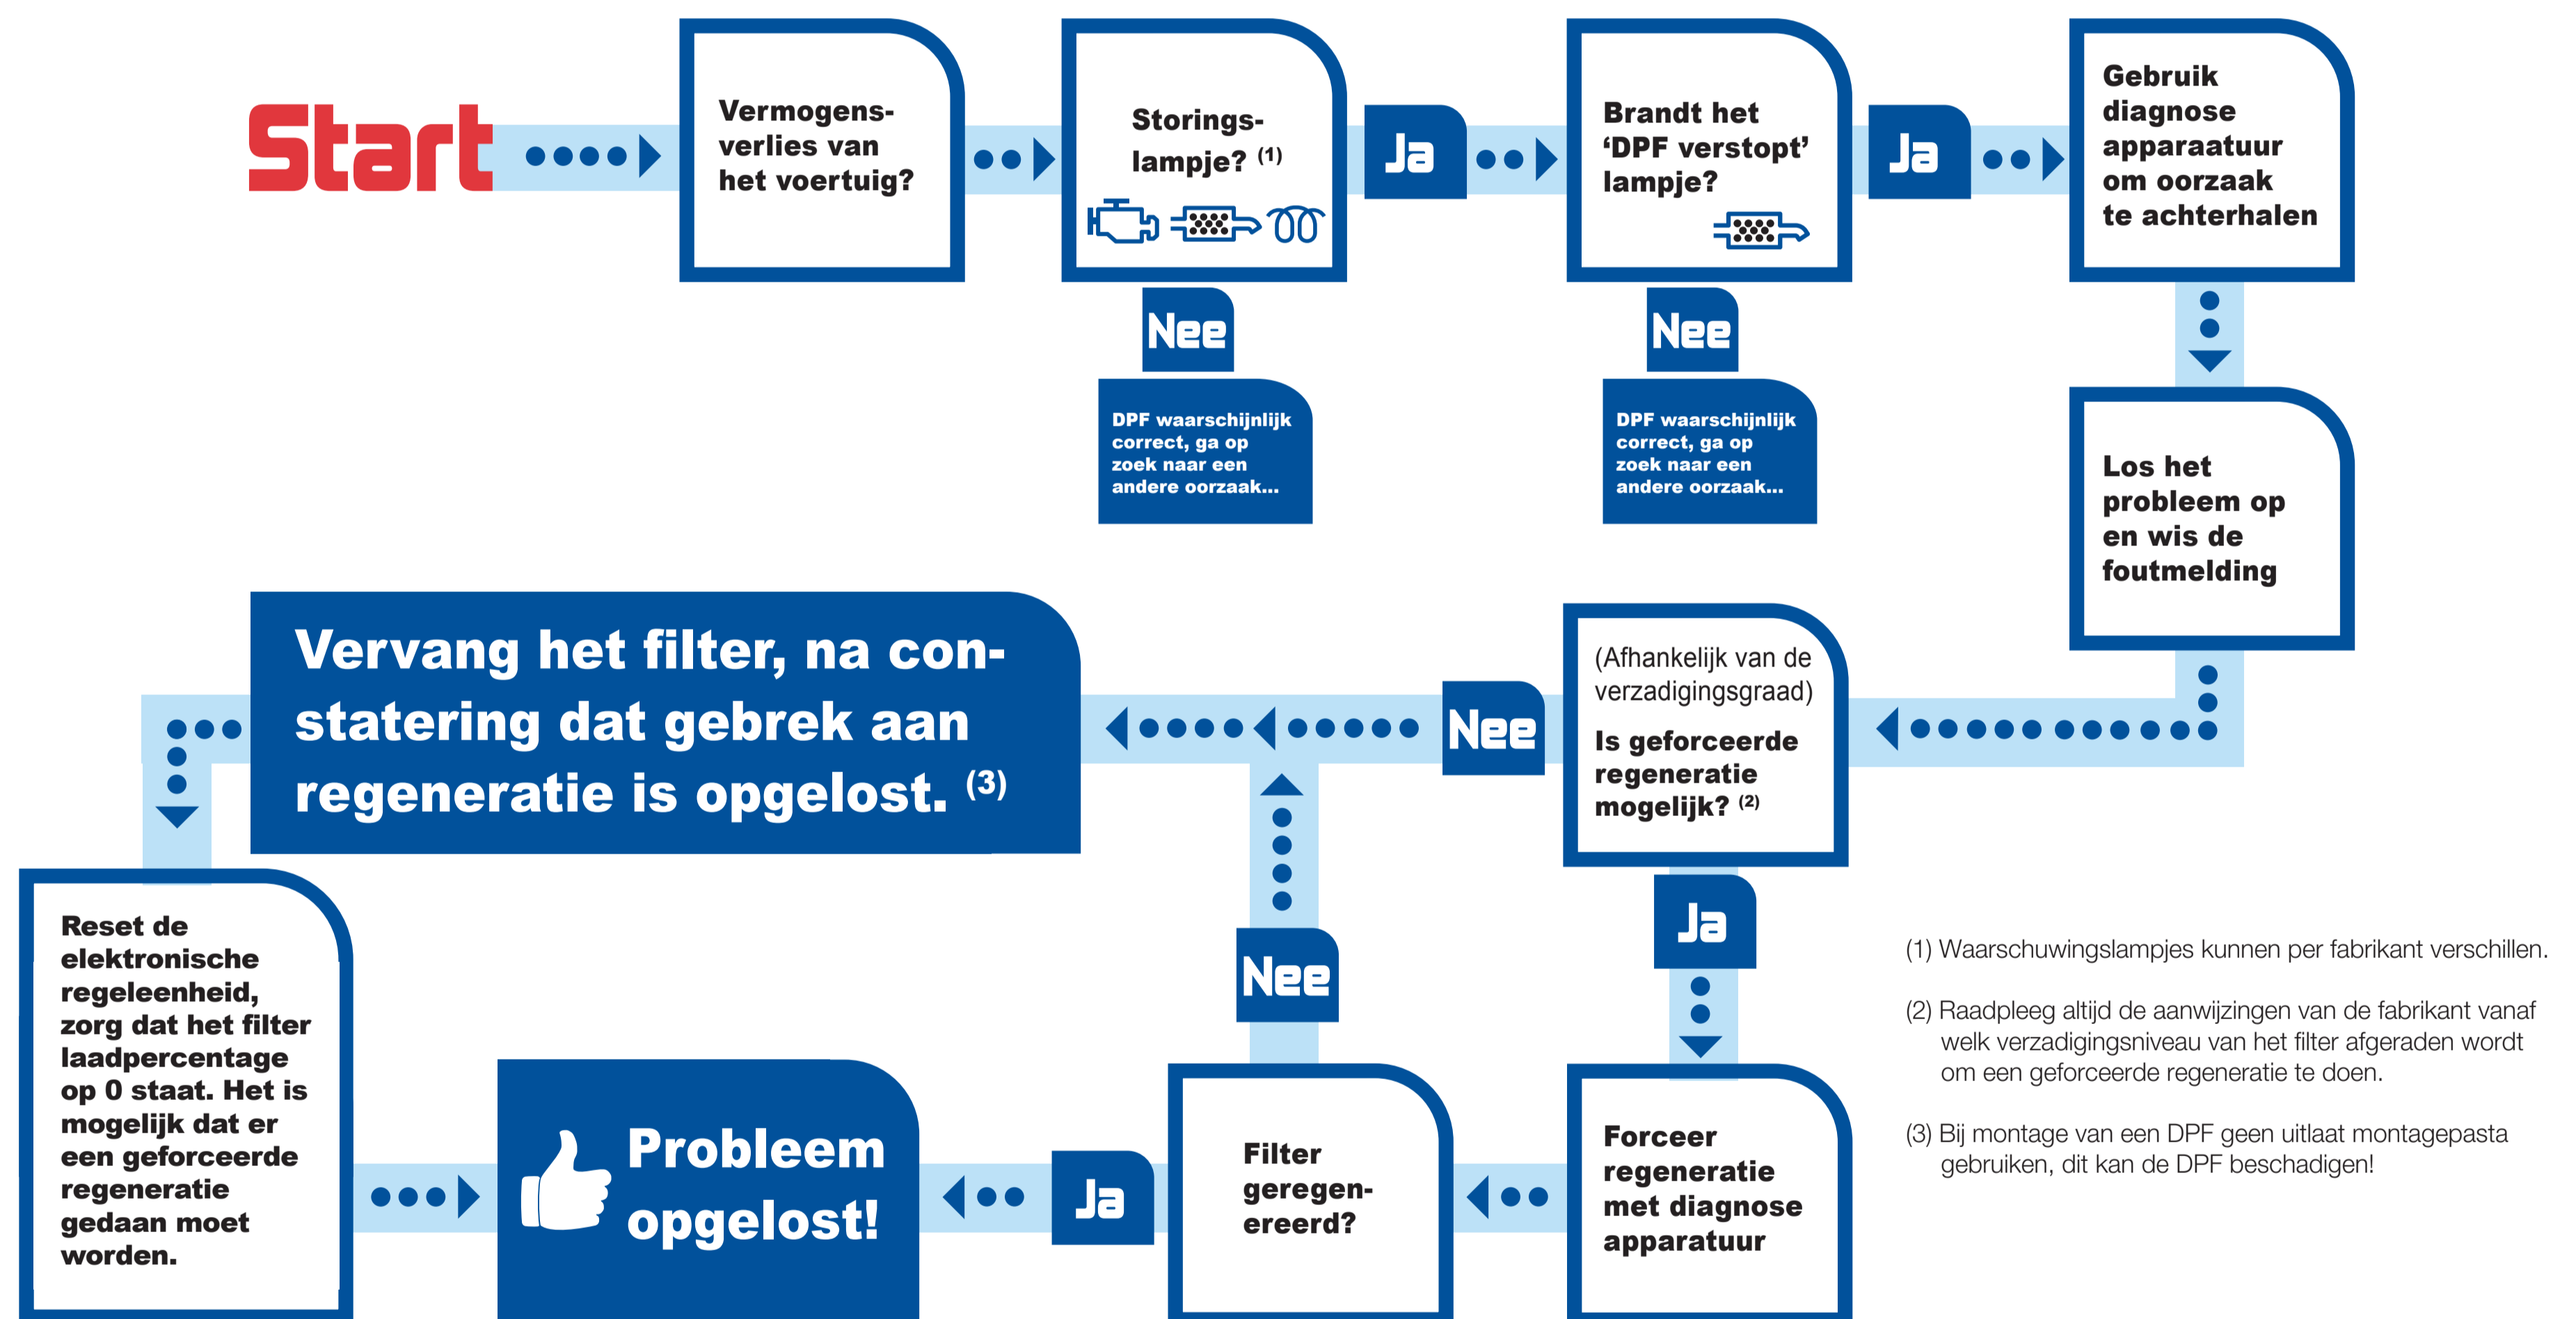 Start
Vermogens-
verlies van
het voertuig?
Storings-
lampje? (1)
Ja
Brandt het
‘DPF verstopt’
lampje?
Ja
Gebruik
diagnose
apparaatuur
om oorzaak
te achterhalen
Nee
DPF waarschijnlijk
correct, ga op
zoek naar een
andere oorzaak...
Nee
DPF waarschijnlijk
correct, ga op
zoek naar een
andere oorzaak...
Los het
probleem op
en wis de
foutmelding
(Afhankelijk van de
verzadigingsgraad)
Is geforceerde
regeneratie
mogelijk? (2)
Nee
Vervang het filter, na con-
statering dat gebrek aan
regeneratie is opgelost. (3)
Ja
Forceer
regeneratie
met diagnose
apparatuur
Filter
geregen-
ereerd?
Nee
Ja
Reset de
elektronische
regeleenheid,
zorg dat het filter
laadpercentage
op 0 staat. Het is
mogelijk dat er
een geforceerde
regeneratie
gedaan moet
worden.
Probleem
opgelost!
(1) Waarschuwingslampjes kunnen per fabrikant verschillen.
(2) Raadpleeg altijd de aanwijzingen van de fabrikant vanaf
welk verzadigingsniveau van het filter afgeraden wordt
om een geforceerde regeneratie te doen.
(3) Bij montage van een DPF geen uitlaat montagepasta
gebruiken, dit kan de DPF beschadigen!